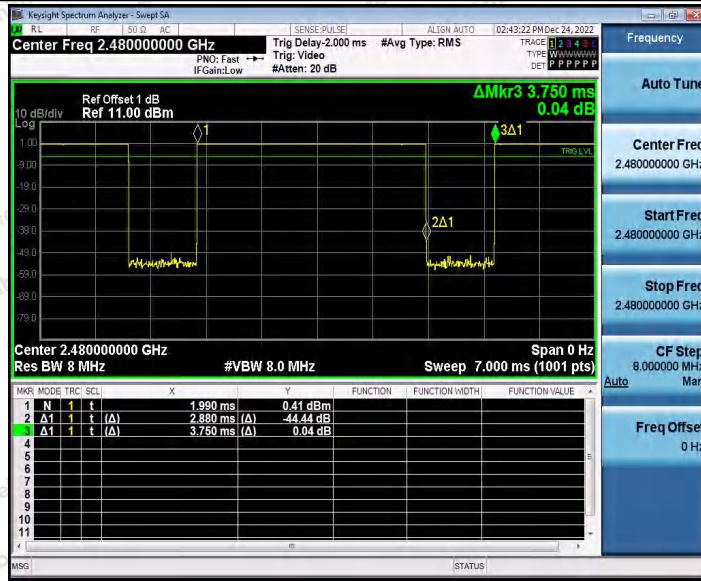 Keysight Spectrum Analyzer - Swept SA
RL RF 50 Ω AC SENSE:PULSE ALIGN AUTO 02:43:22 PM Dec 24, 2022
Center Freq 2.480000000 GHz
PNO: Fast
IFGain:Low
Trig Delay-2.000 ms
Trig: Video
#Atten: 20 dB
#Avg Type: RMS
TRACE 1 2 3 4 5 6
TYPE WWWWWW
DET P P P P P P
ΔMkr3 3.750 ms
0.04 dB
Ref Offset 1 dB
10 dB/div Ref 11.00 dBm
Log
1.00
-9.00
-19.0
-29.0
-39.0
-49.0
-59.0
-69.0
-79.0
1
3Δ1
TRIG LVL
2Δ1
Center 2.480000000 GHz Span 0 Hz
Res BW 8 MHz #VBW 8.0 MHz Sweep 7.000 ms (1001 pts)
MKR MODE TRC SCL X Y FUNCTION FUNCTION WIDTH FUNCTION VALUE
1 N 1 t 1.990 ms 0.41 dBm
2 Δ1 1 t (Δ) 2.880 ms (Δ) -44.44 dB
3 Δ1 1 t (Δ) 3.750 ms (Δ) 0.04 dB
4
5
6
7
8
9
10
11
MSG STATUS
Frequency
Auto Tune
Center Freq
2.480000000 GHz
Start Freq
2.480000000 GHz
Stop Freq
2.480000000 GHz
CF Step
8.000000 MHz
Auto Man
Freq Offset
0 Hz